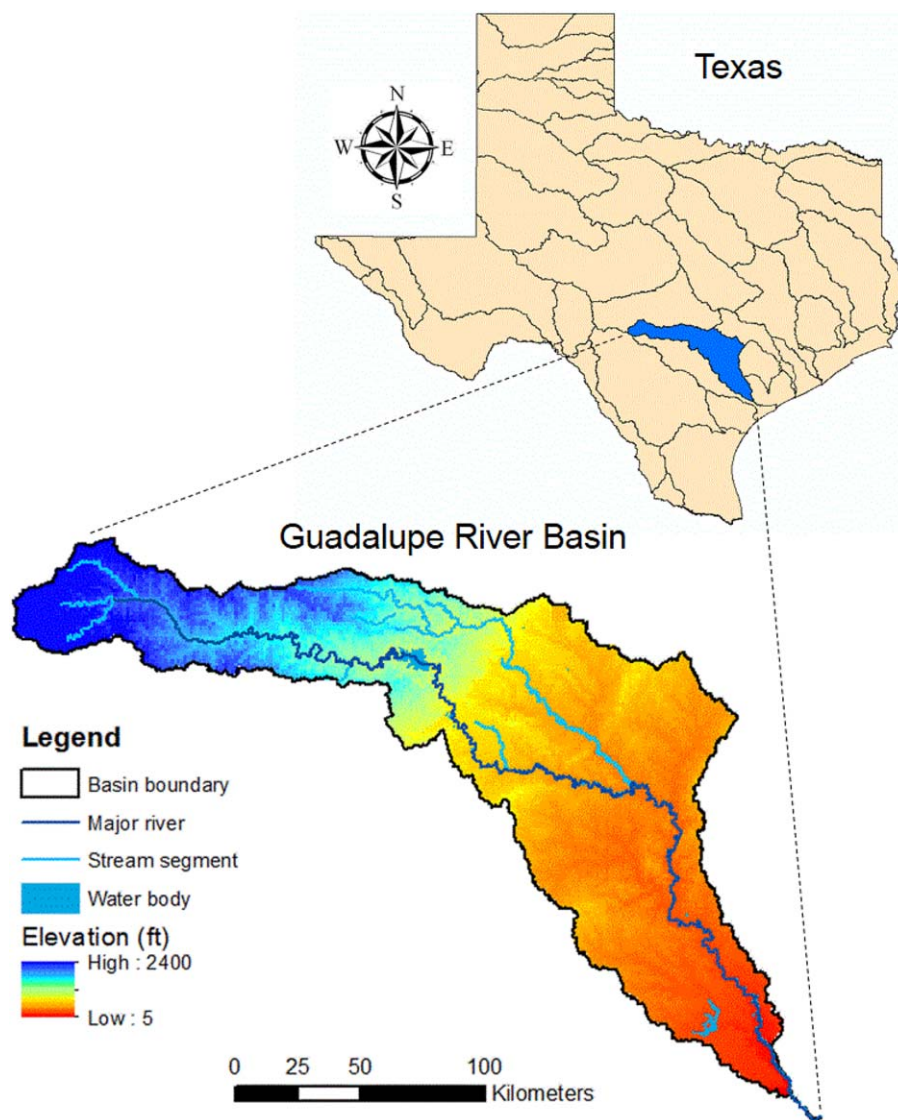 Texas
N
W E
S
Guadalupe River Basin
Legend
Basin boundary
Major river
Stream segment
Water body
Elevation (ft)
High : 2400
Low : 5
0 25 50 100
Kilometers